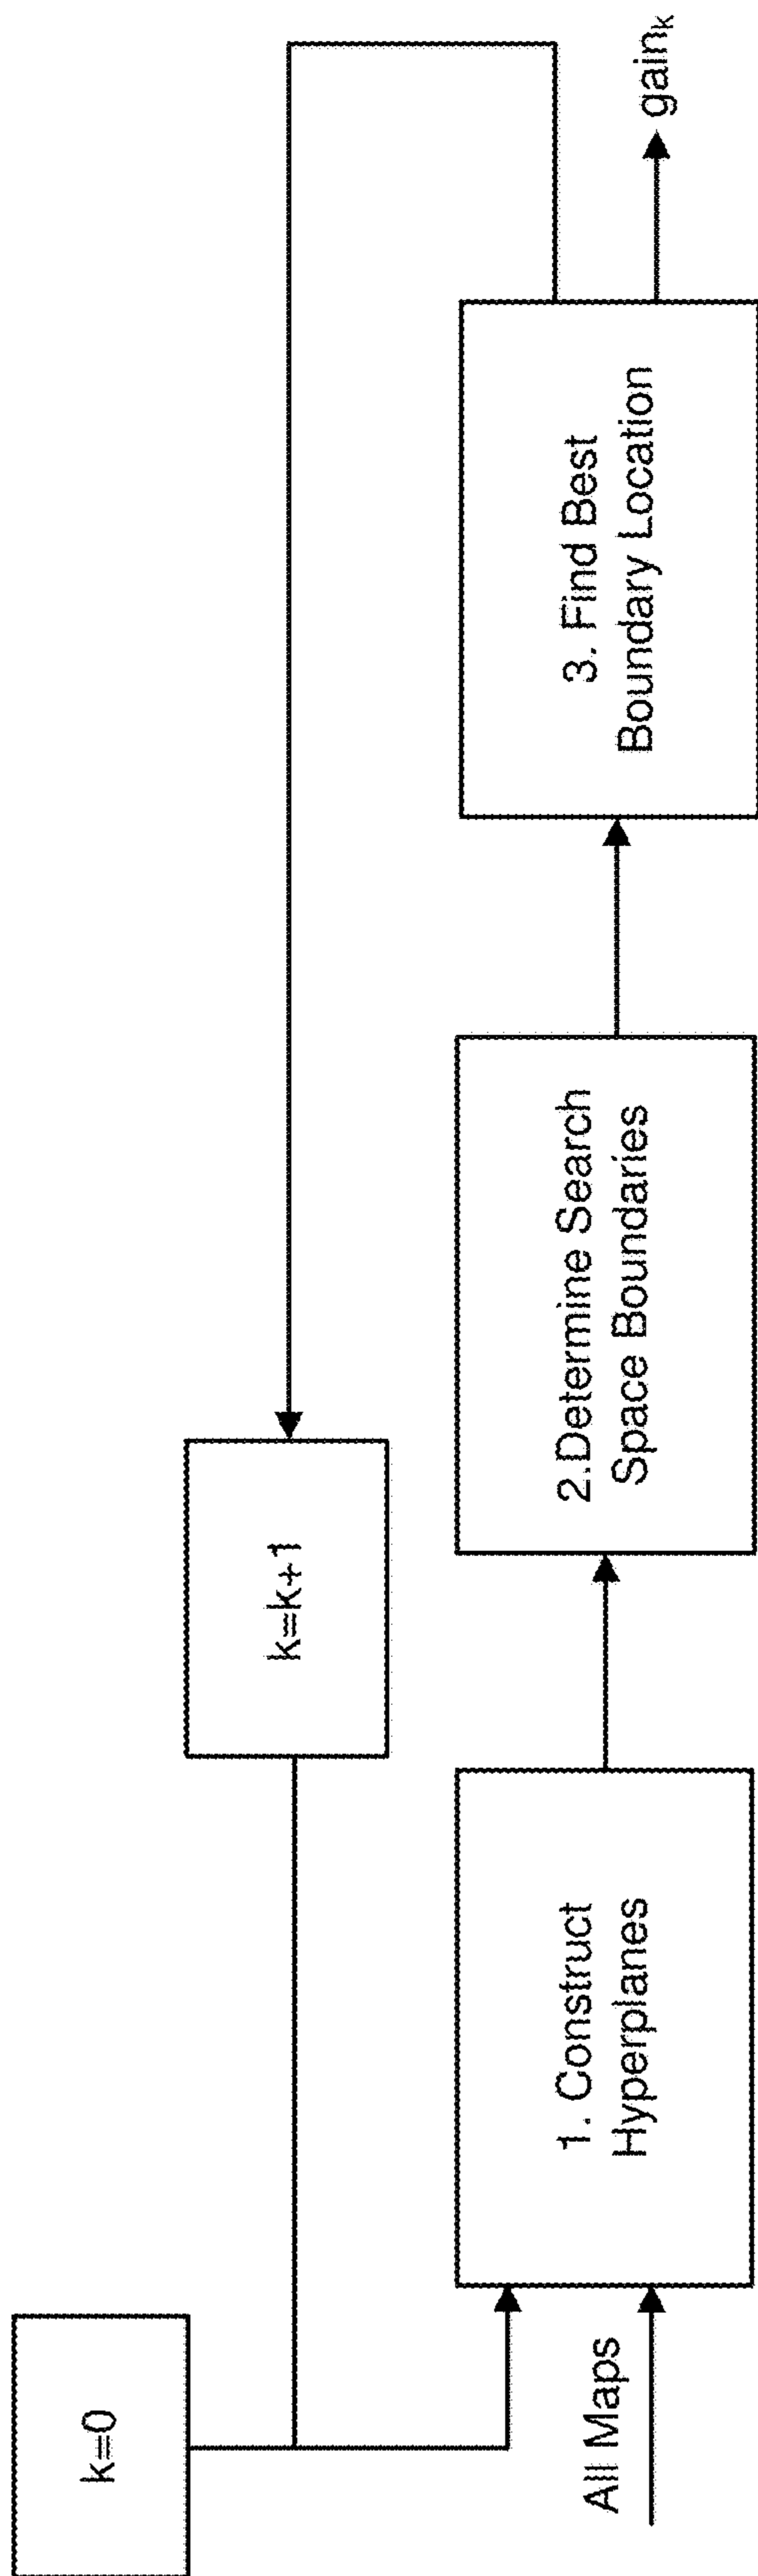 k=0
k=k+1
All Maps
1. Construct
Hyperplanes
2.Determine Search
Space Boundaries
3. Find Best
Boundary Location
gainₖ